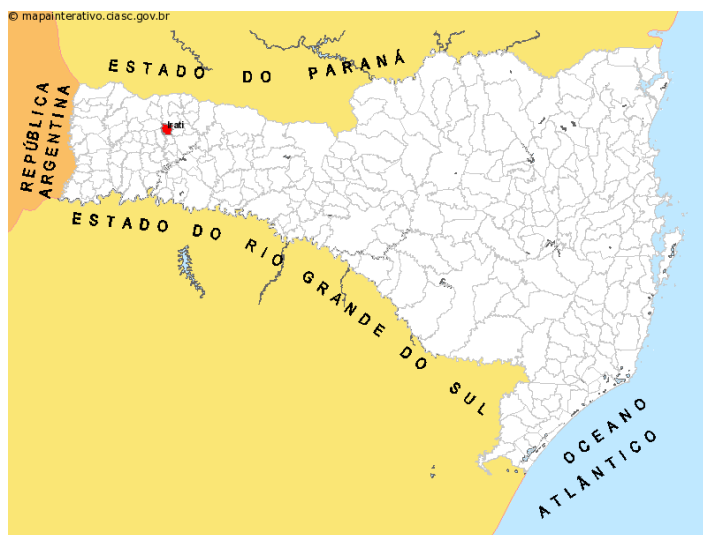 © mapainterativo.ciasc.gov.br
ESTADO DO PARANÁ
REPÚBLICA
ARGENTINA
Irati
ESTADO DO RIO GRANDE DO SUL
OCEANO
ATLÂNTICO